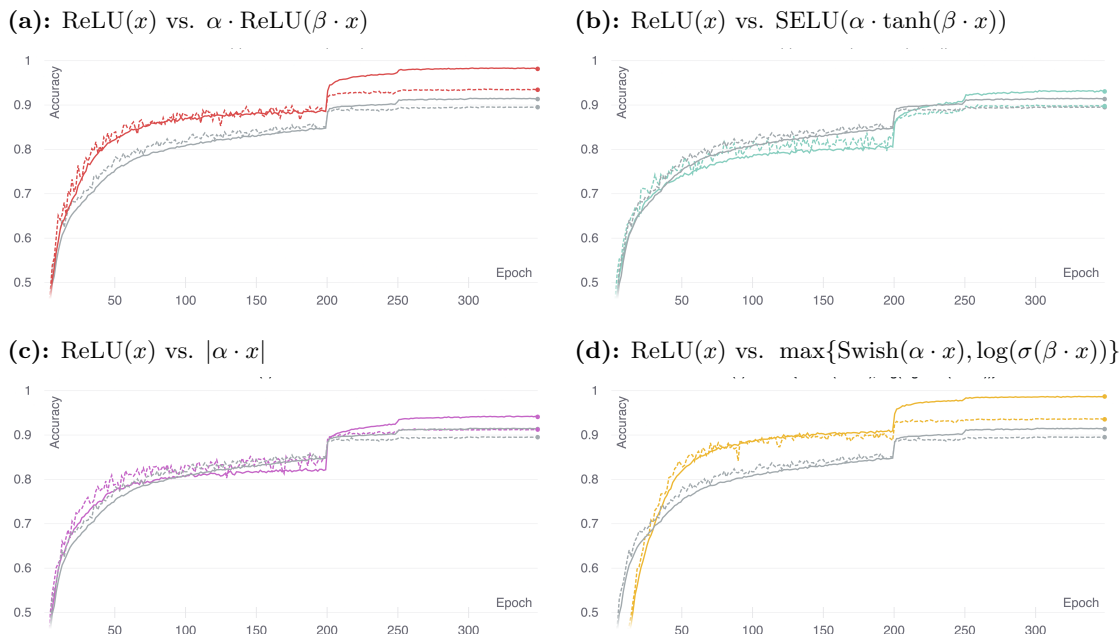 (a): ReLU(x) vs. α · ReLU(β · x)
(b): ReLU(x) vs. SELU(α · tanh(β · x))
1
0.9
0.8
0.7
0.6
0.5
Accuracy
Epoch
50 100 150 200 250 300
1
0.9
0.8
0.7
0.6
0.5
Accuracy
Epoch
50 100 150 200 250 300
(c): ReLU(x) vs. |α · x|
(d): ReLU(x) vs. max{Swish(α · x), log(σ(β · x))}
1
0.9
0.8
0.7
0.6
0.5
Accuracy
Epoch
50 100 150 200 250 300
1
0.9
0.8
0.7
0.6
0.5
Accuracy
Epoch
50 100 150 200 250 300